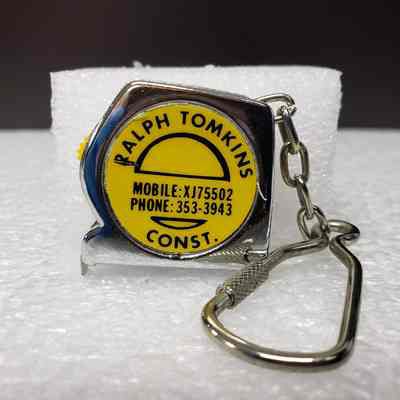 RALPH TOMKINS
MOBILE:XJ75502
PHONE: 353-3943
CONST.